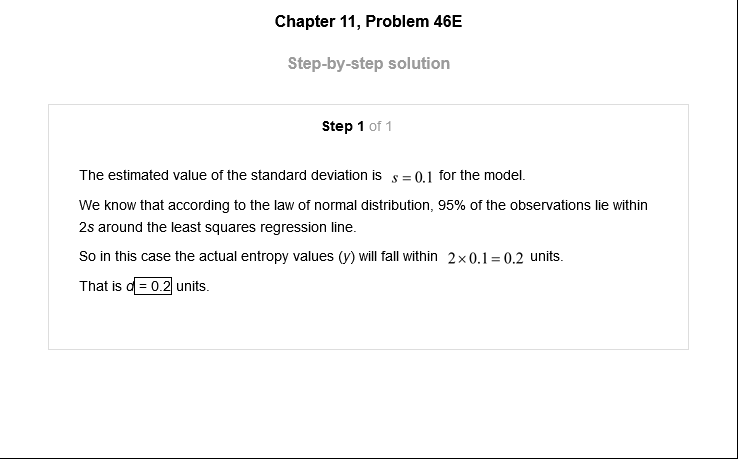 Chapter 11, Problem 46E
Step-by-step solution
Step 1 of 1
The estimated value of the standard deviation is s = 0.1 for the model.
We know that according to the law of normal distribution, 95% of the observations lie within
2s around the least squares regression line.
So in this case the actual entropy values (y) will fall within 2×0.1 = 0.2 units.
That is d = 0.2 units.